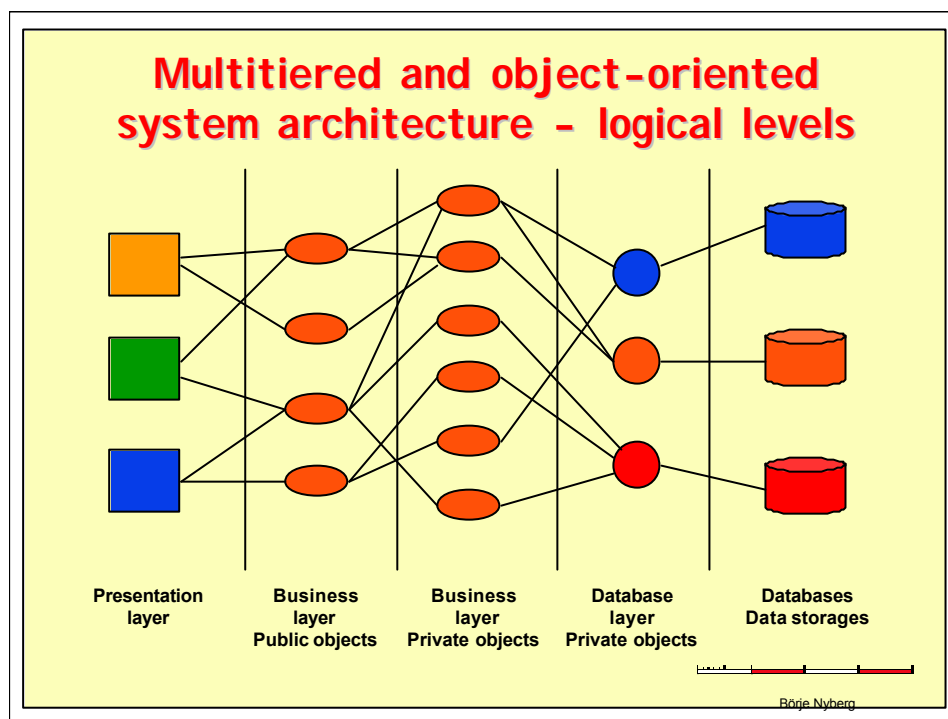 Multitiered and object-oriented
system architecture - logical levels
Presentation
layer
Business
layer
Public objects
Business
layer
Private objects
Database
layer
Private objects
Databases
Data storages
Börje Nyberg